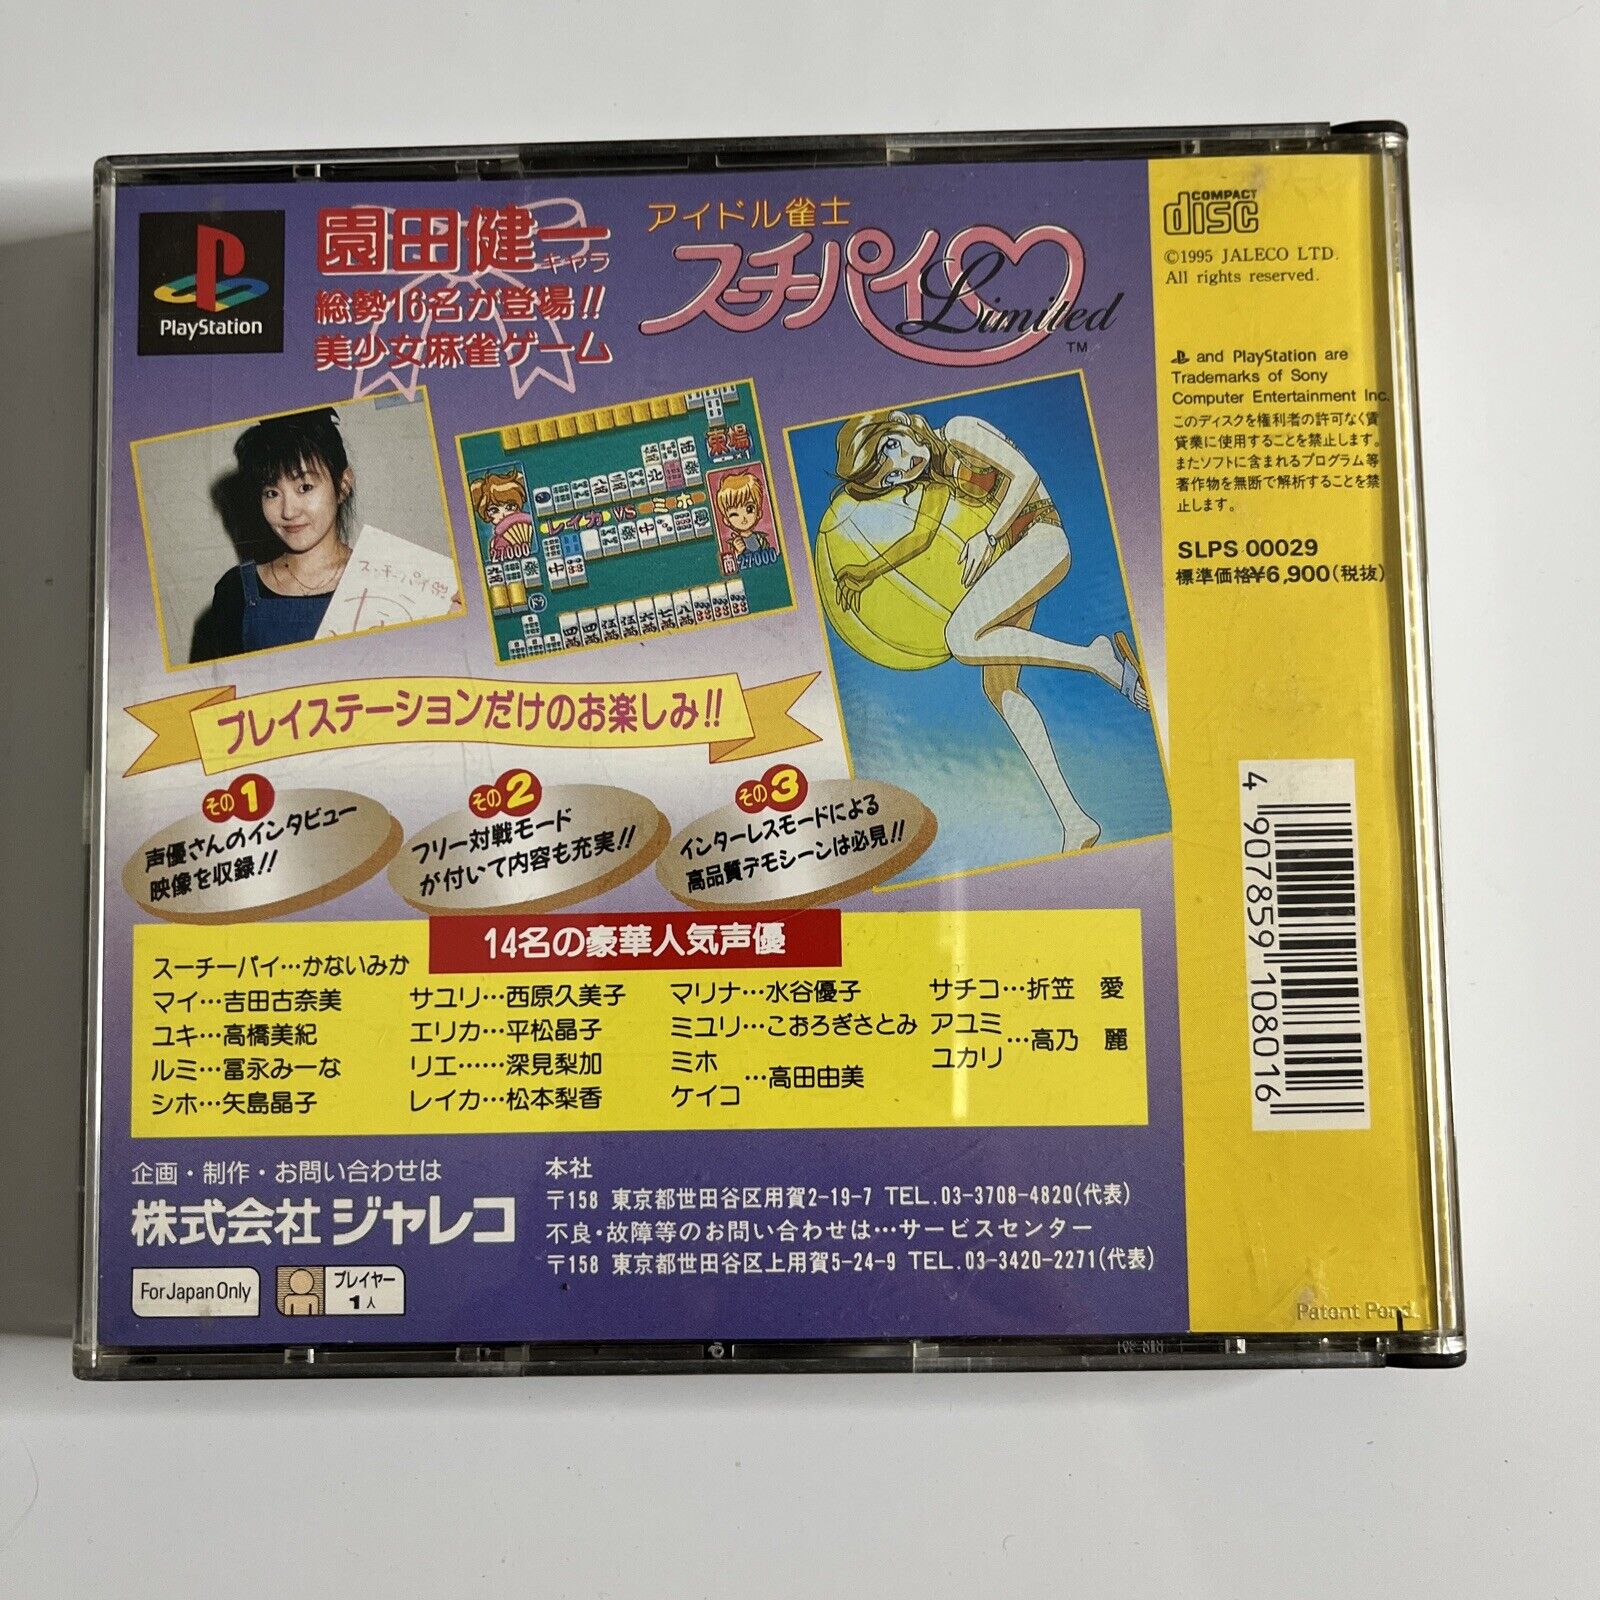 PlayStation
園田健一
キャラ
総勢16名が登場!!
美少女麻雀ゲーム
アイドル雀士
スーチーパイ
Limited
TM
COMPACT
disc
©1995 JALECO LTD.
All rights reserved.
and PlayStation are
Trademarks of Sony
Computer Entertainment Inc.
このディスクを権利者の許可なく賃
貸業に使用することを禁止します。
またソフトに含まれるプログラム等
著作物を無断で解析することを禁
止します。
SLPS 00029
標準価格¥6,900(税抜)
スーチーパイ
東場
レイカ VS ミホ
27000
南 27000
ドラ
プレイステーションだけのお楽しみ!!
その1
声優さんのインタビュー
映像を収録!!
その2
フリー対戦モード
が付いて内容も充実!!
その3
インターレスモードによる
高品質デモシーンは必見!!
14名の豪華人気声優
スーチーパイ…かないみか
マイ…吉田古奈美
ユキ…高橋美紀
ルミ…冨永みーな
シホ…矢島晶子
サユリ…西原久美子
エリカ…平松晶子
リエ……深見梨加
レイカ…松本梨香
マリナ…水谷優子
ミユリ…こおろぎさとみ
ミホ
ケイコ
…高田由美
サチコ…折笠 愛
アユミ
ユカリ
…高乃 麗
企画・制作・お問い合わせは
株式会社 ジャレコ
本社
〒158 東京都世田谷区用賀2-19-7 TEL.03-3708-4820(代表)
不良・故障等のお問い合わせは…サービスセンター
〒158 東京都世田谷区上用賀5-24-9 TEL.03-3420-2271(代表)
For Japan Only
プレイヤー
1人
4 907859 108016
Patent Pend.